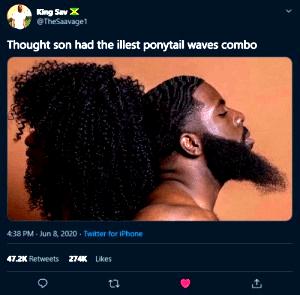 King Sav
@TheSaavage1
Thought son had the illest ponytail waves combo
4:38 PM · Jun 8, 2020 · Twitter for iPhone
47.2K Retweets 274K Likes